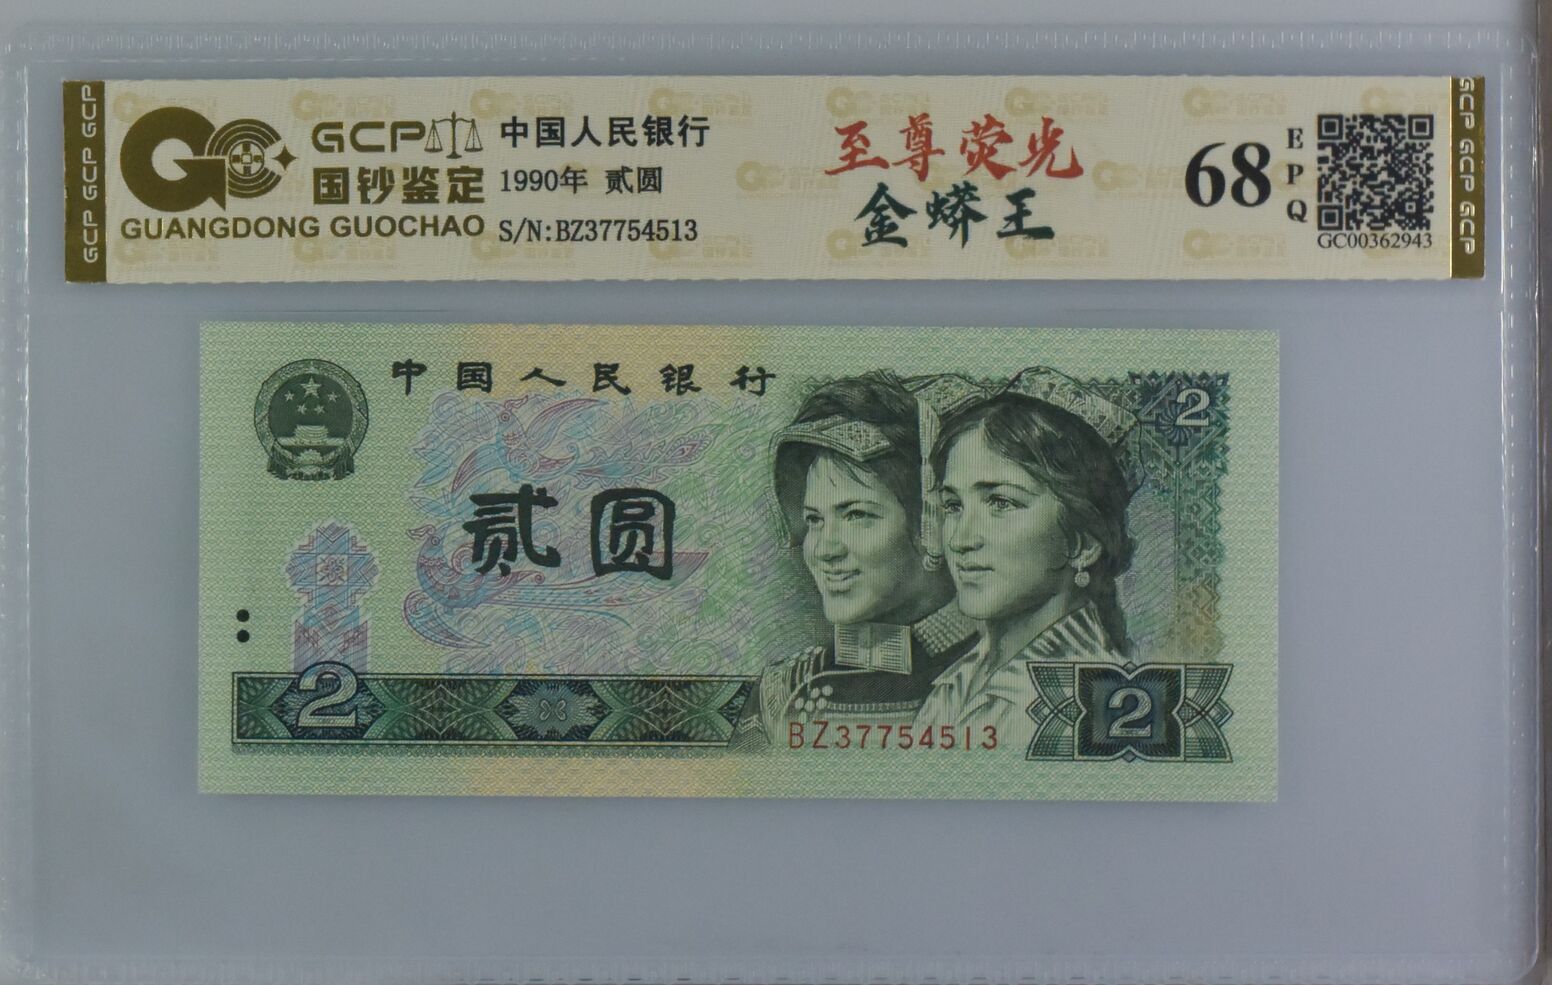 GCP GCP GCP
GCP
国钞鉴定
GUANGDONG GUOCHAO
中国人民银行
1990年 贰圆
S/N:BZ37754513
至尊荧光
金蟒王
68
EPQ
GC00362943
GCP GCP GCP
中国人民银行
2
贰圆
2
BZ37754513
2